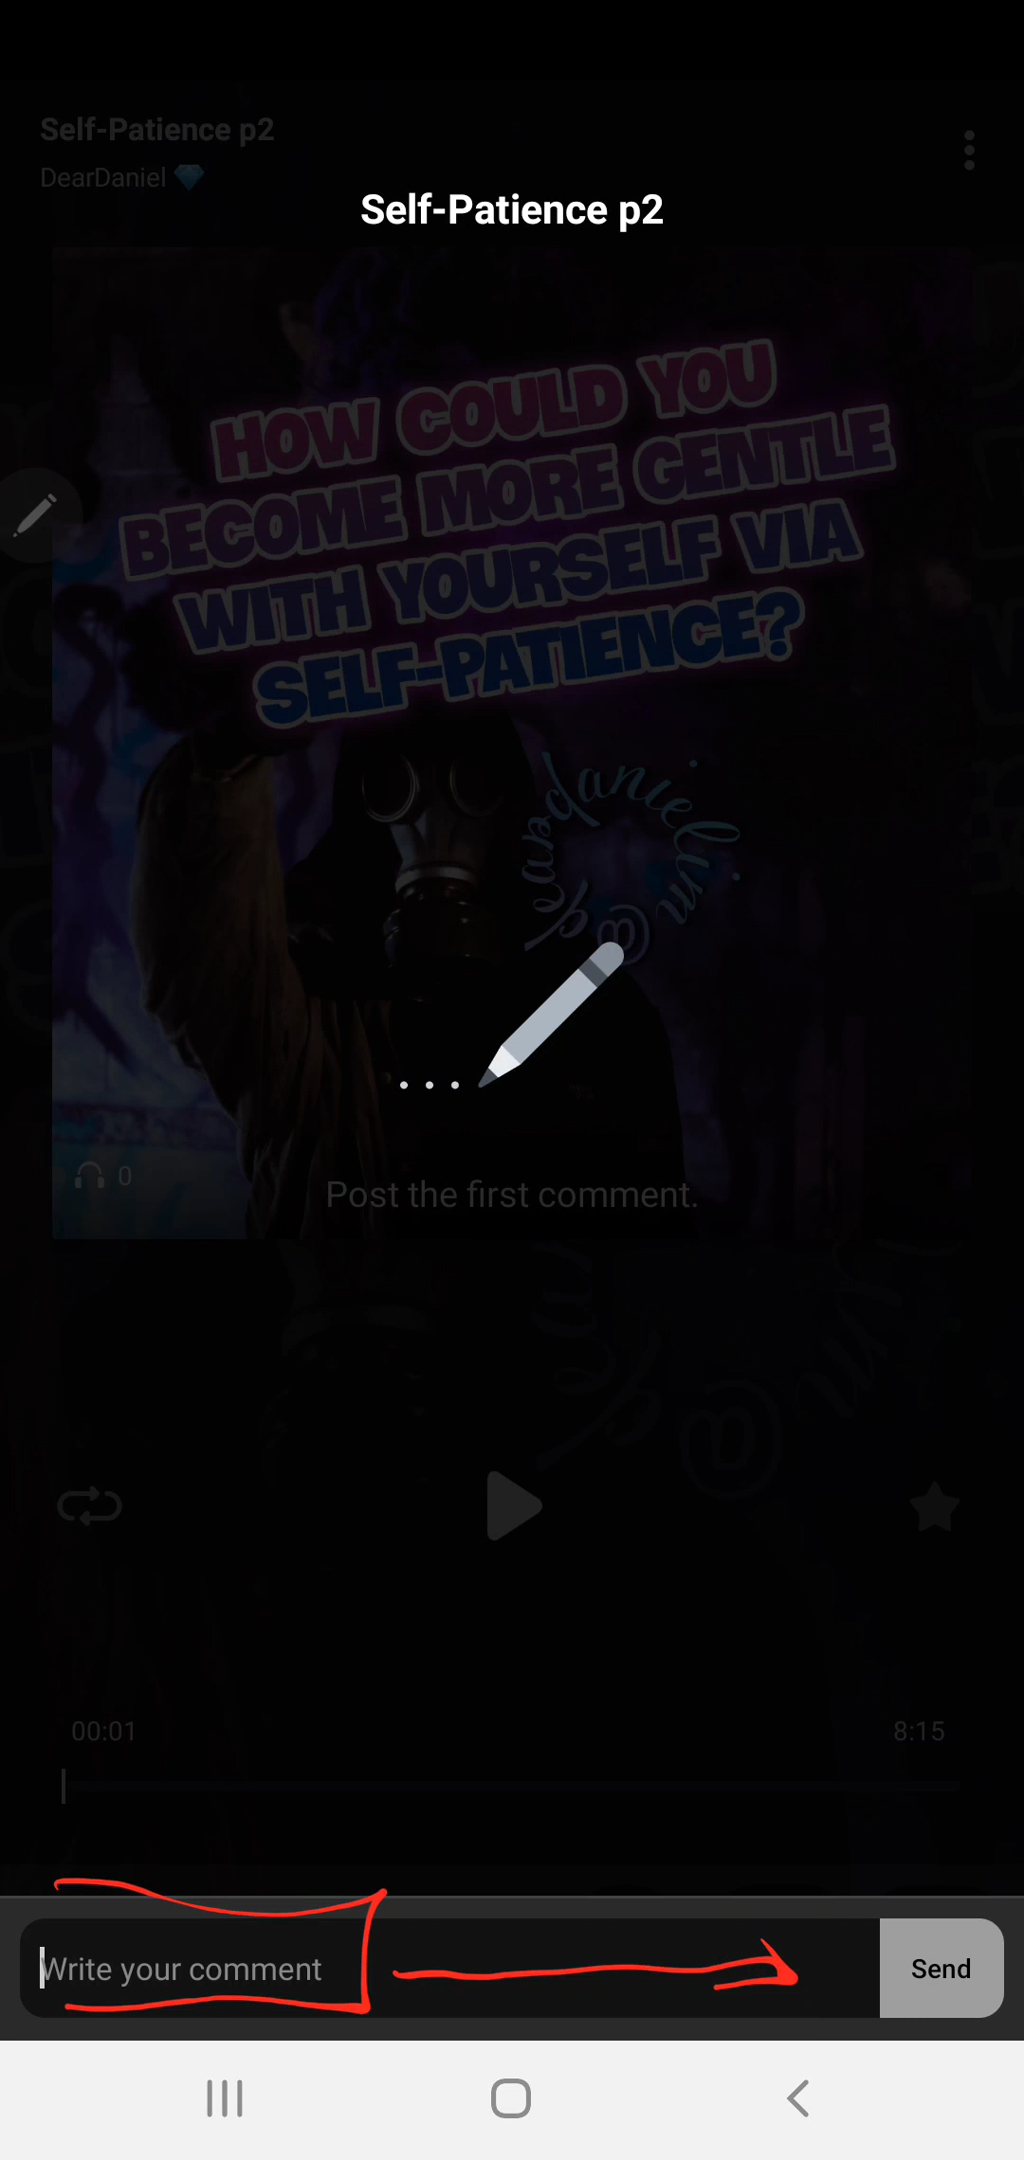 Self-Patience p2
DearDaniel
Self-Patience p2
HOW COULD YOU
BECOME MORE GENTLE
WITH YOURSELF VIA
SELF-PATIENCE?
@deardanielim
0
Post the first comment.
00:01
8:15
Write your comment
Send